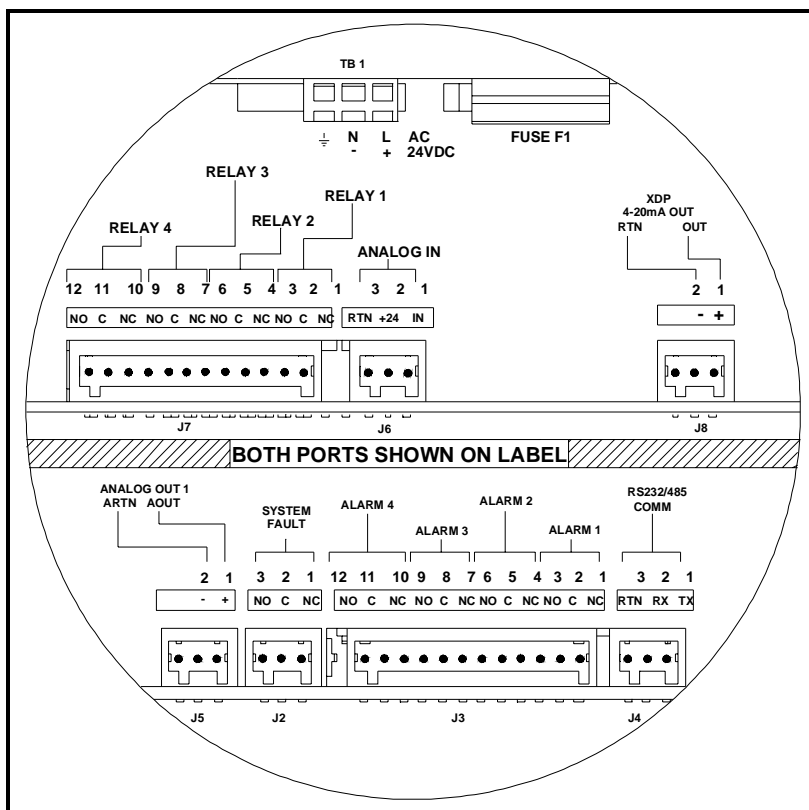 TB 1
N L AC
- + 24VDC
FUSE F1
RELAY 3
RELAY 1
RELAY 4
RELAY 2
ANALOG IN
XDP
4-20mA OUT
RTN OUT
12 11 10 9 8 7 6 5 4 3 2 1
NO C NC NO C NC NO C NC NO C NC
3 2 1
RTN +24 IN
2 1
- +
J7
J6
J8
BOTH PORTS SHOWN ON LABEL
ANALOG OUT 1
ARTN AOUT
SYSTEM
FAULT
ALARM 4
ALARM 3
ALARM 2
ALARM 1
RS232/485
COMM
2 1
- +
3 2 1
NO C NC
12 11 10 9 8 7 6 5 4 3 2 1
NO C NC NO C NC NO C NC NO C NC
3 2 1
RTN RX TX
J5
J2
J3
J4